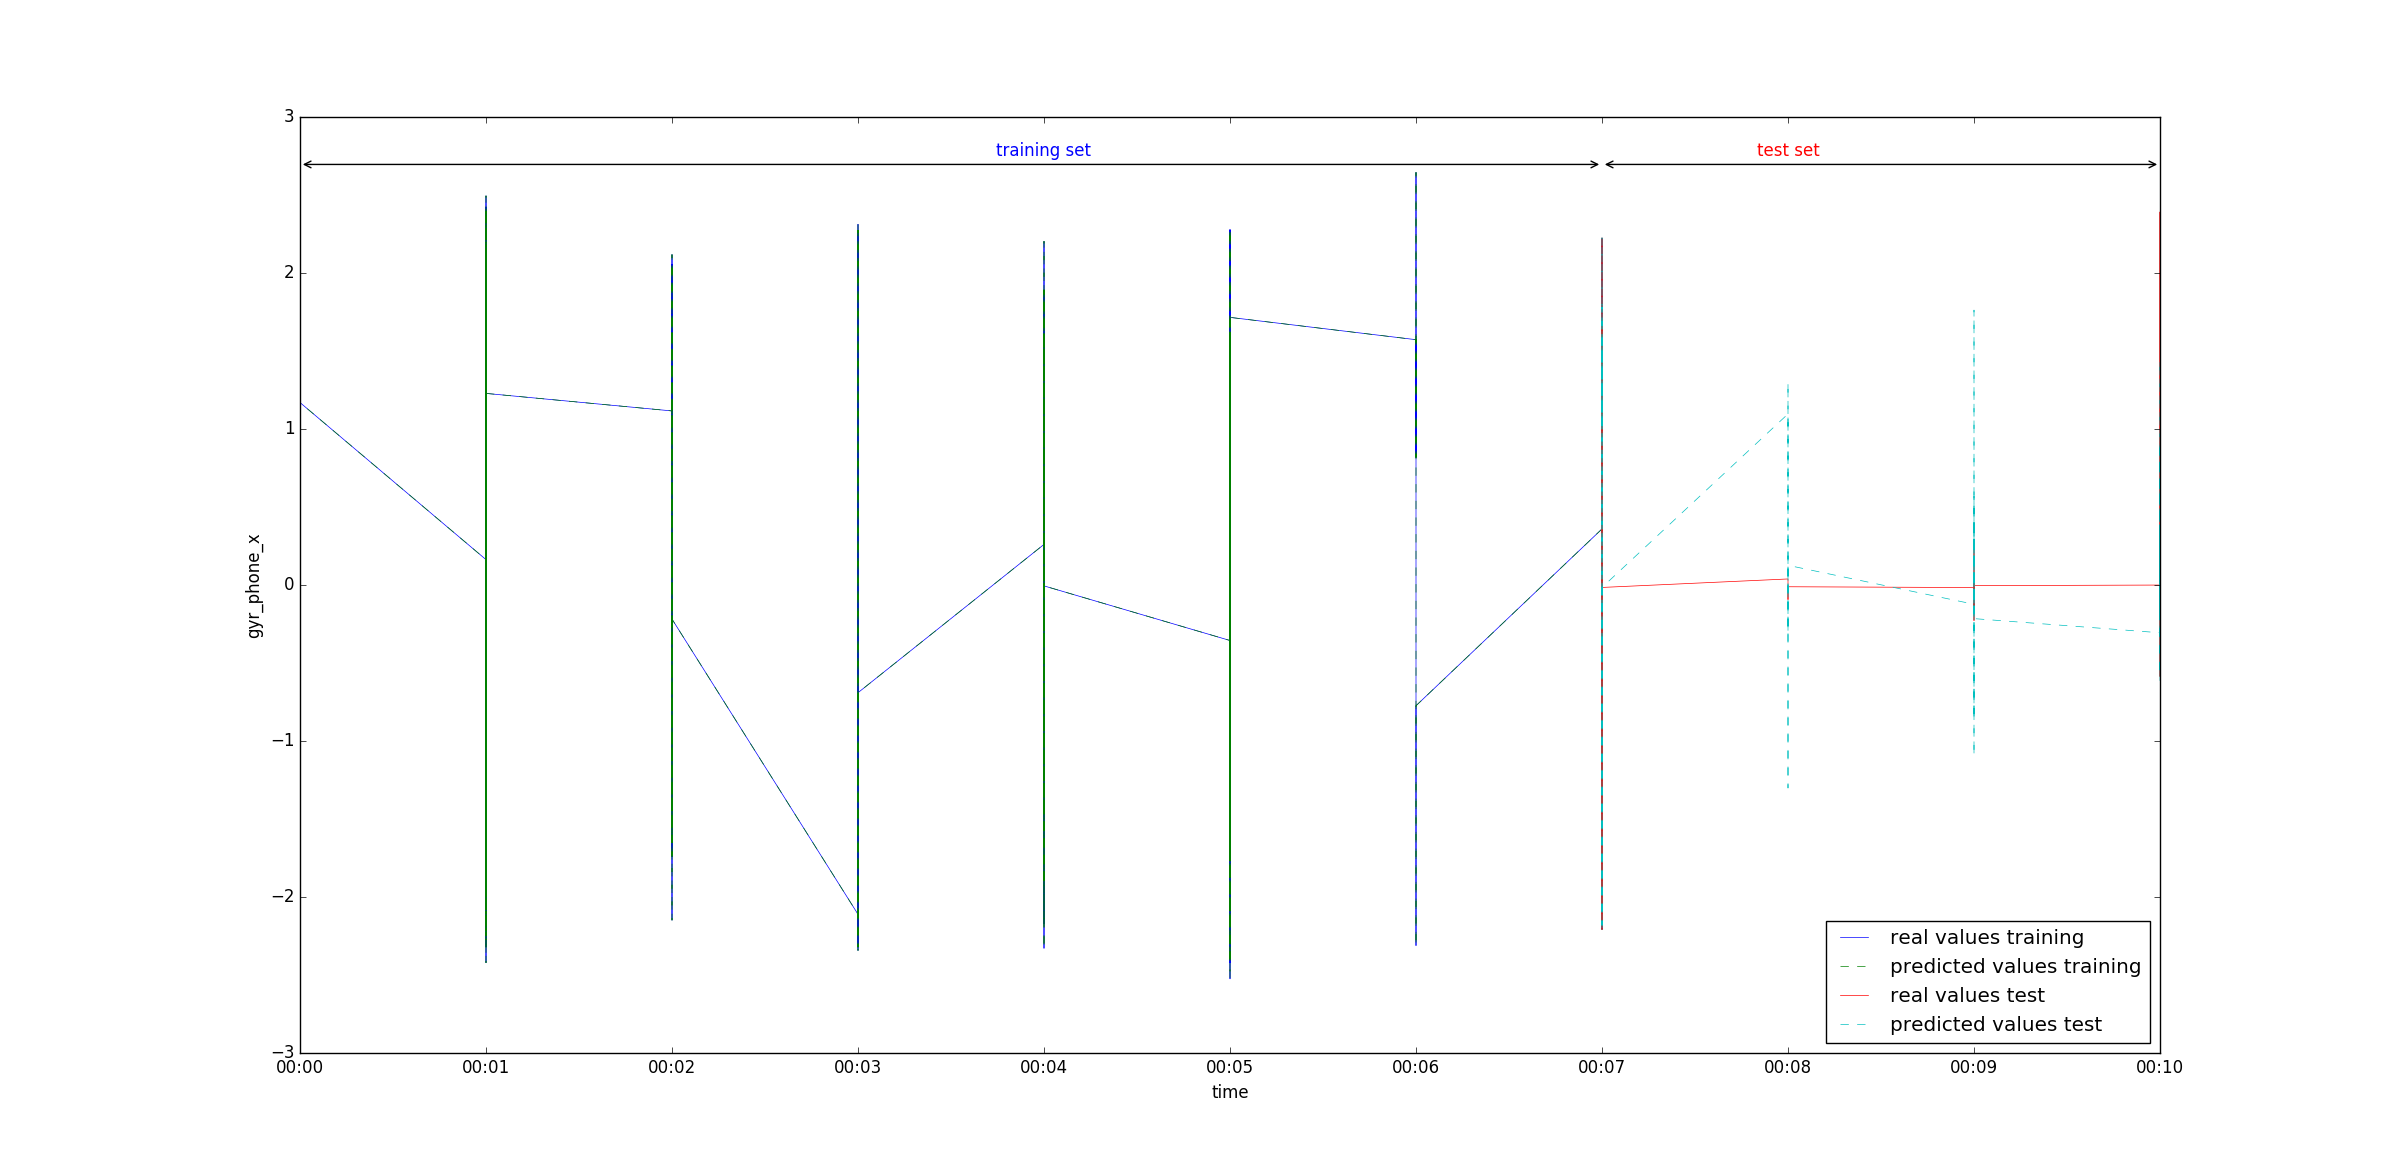 training set
test set
3
2
1
0
−1
−2
−3
gyr_phone_x
00:00 00:01 00:02 00:03 00:04 00:05 00:06 00:07 00:08 00:09 00:10
time
real values training
predicted values training
real values test
predicted values test